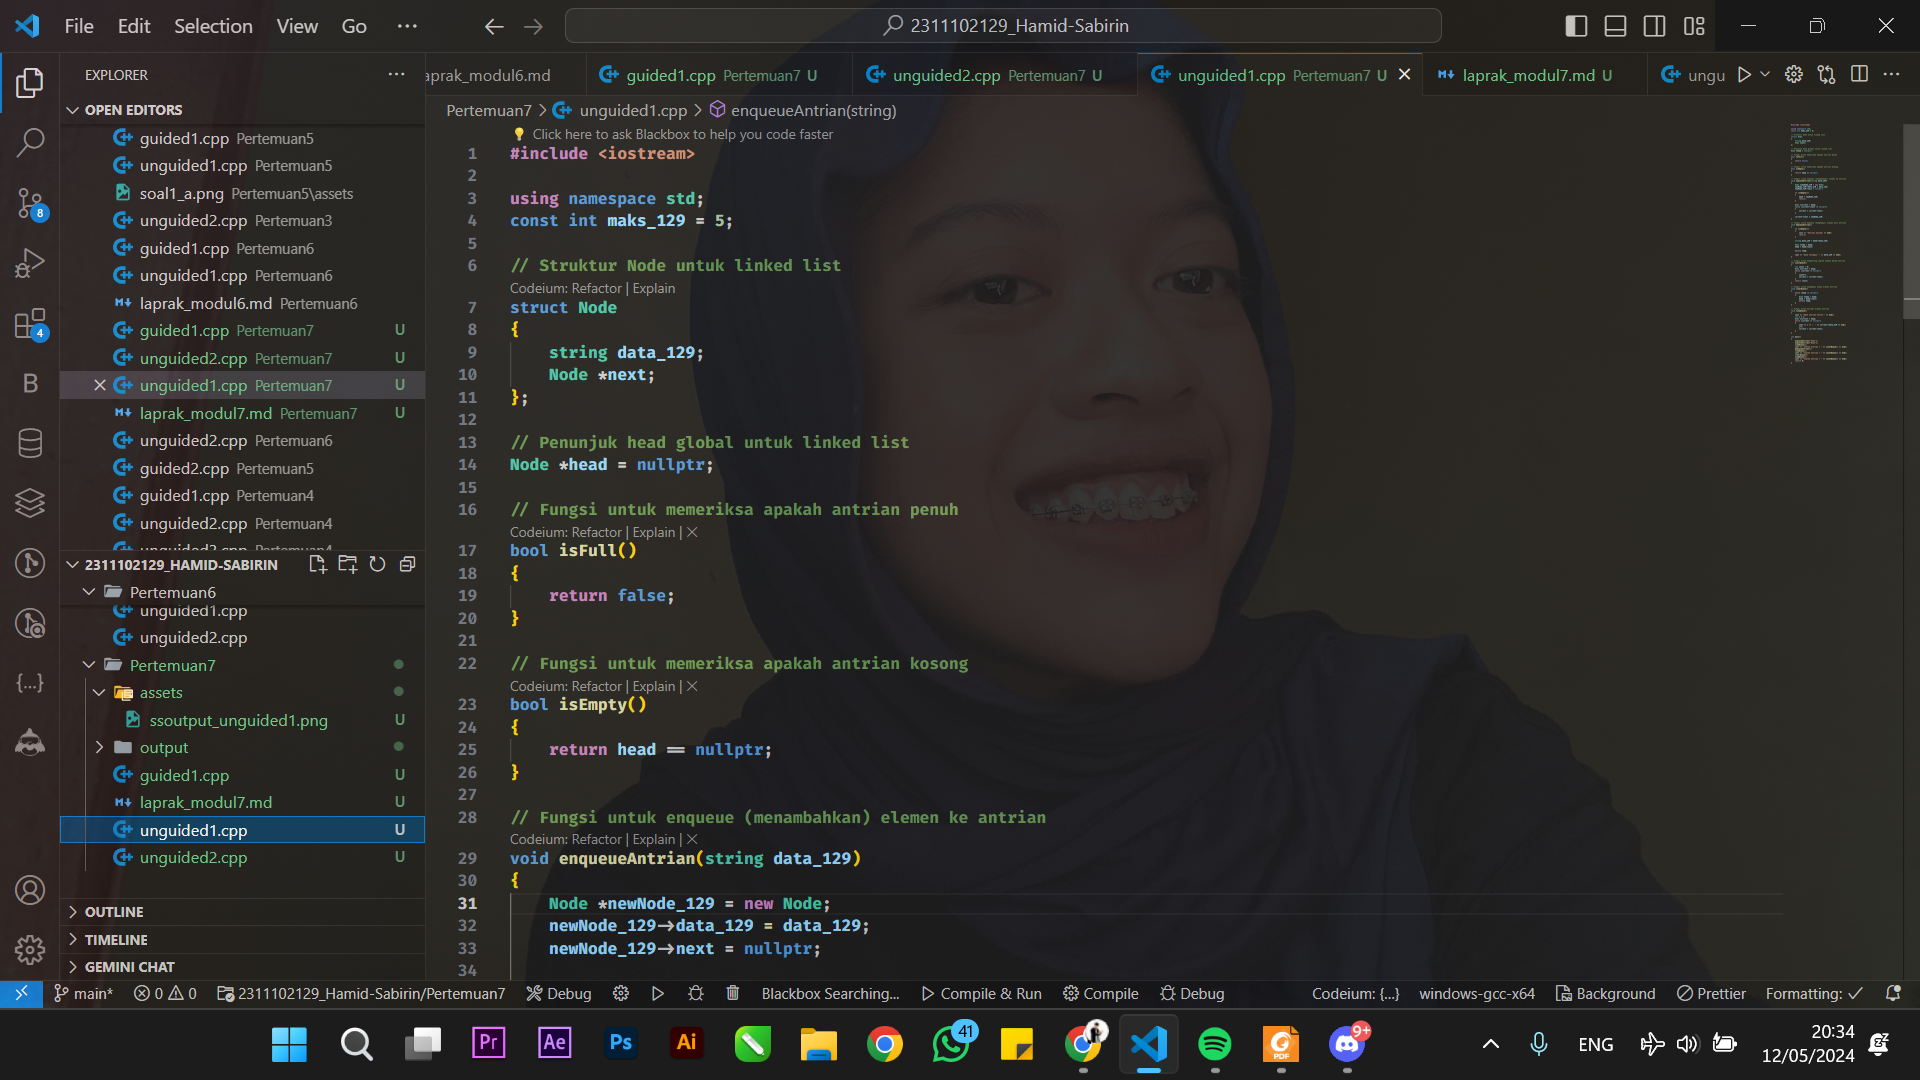 File Edit Selection View Go ···
2311102129_Hamid-Sabirin
EXPLORER
OPEN EDITORS
guided1.cpp Pertemuan5
unguided1.cpp Pertemuan5
soal1_a.png Pertemuan5\assets
unguided2.cpp Pertemuan3
guided1.cpp Pertemuan6
unguided1.cpp Pertemuan6
laprak_modul6.md Pertemuan6
guided1.cpp Pertemuan7 U
unguided2.cpp Pertemuan7 U
unguided1.cpp Pertemuan7 U
laprak_modul7.md Pertemuan7 U
unguided2.cpp Pertemuan6
guided2.cpp Pertemuan5
guided1.cpp Pertemuan4
unguided2.cpp Pertemuan4
2311102129_HAMID-SABIRIN
Pertemuan6
unguided1.cpp
unguided2.cpp
Pertemuan7
assets
ssoutput_unguided1.png U
output
guided1.cpp U
laprak_modul7.md U
unguided1.cpp U
unguided2.cpp U
OUTLINE
TIMELINE
GEMINI CHAT
8
4
B
{...}
aprak_modul6.md guided1.cpp Pertemuan7 U unguided2.cpp Pertemuan7 U unguided1.cpp Pertemuan7 U laprak_modul7.md U ungu
Pertemuan7 > unguided1.cpp > enqueueAntrian(string)
Click here to ask Blackbox to help you code faster
1 #include <iostream>
2
3 using namespace std;
4 const int maks_129 = 5;
5
6 // Struktur Node untuk linked list
Codeium: Refactor | Explain
7 struct Node
8 {
9 string data_129;
10 Node *next;
11 };
12
13 // Penunjuk head global untuk linked list
14 Node *head = nullptr;
15
16 // Fungsi untuk memeriksa apakah antrian penuh
Codeium: Refactor | Explain | ×
17 bool isFull()
18 {
19 return false;
20 }
21
22 // Fungsi untuk memeriksa apakah antrian kosong
Codeium: Refactor | Explain | ×
23 bool isEmpty()
24 {
25 return head == nullptr;
26 }
27
28 // Fungsi untuk enqueue (menambahkan) elemen ke antrian
Codeium: Refactor | Explain | ×
29 void enqueueAntrian(string data_129)
30 {
31 Node *newNode_129 = new Node;
32 newNode_129->data_129 = data_129;
33 newNode_129->next = nullptr;
34
main* 0 0 2311102129_Hamid-Sabirin/Pertemuan7 Debug Blackbox Searching... Compile & Run Compile Debug Codeium: {...} windows-gcc-x64 Background Prettier Formatting: ✓
Pr Ae Ps Ai 41 PDF 9+ ENG 20:34
12/05/2024